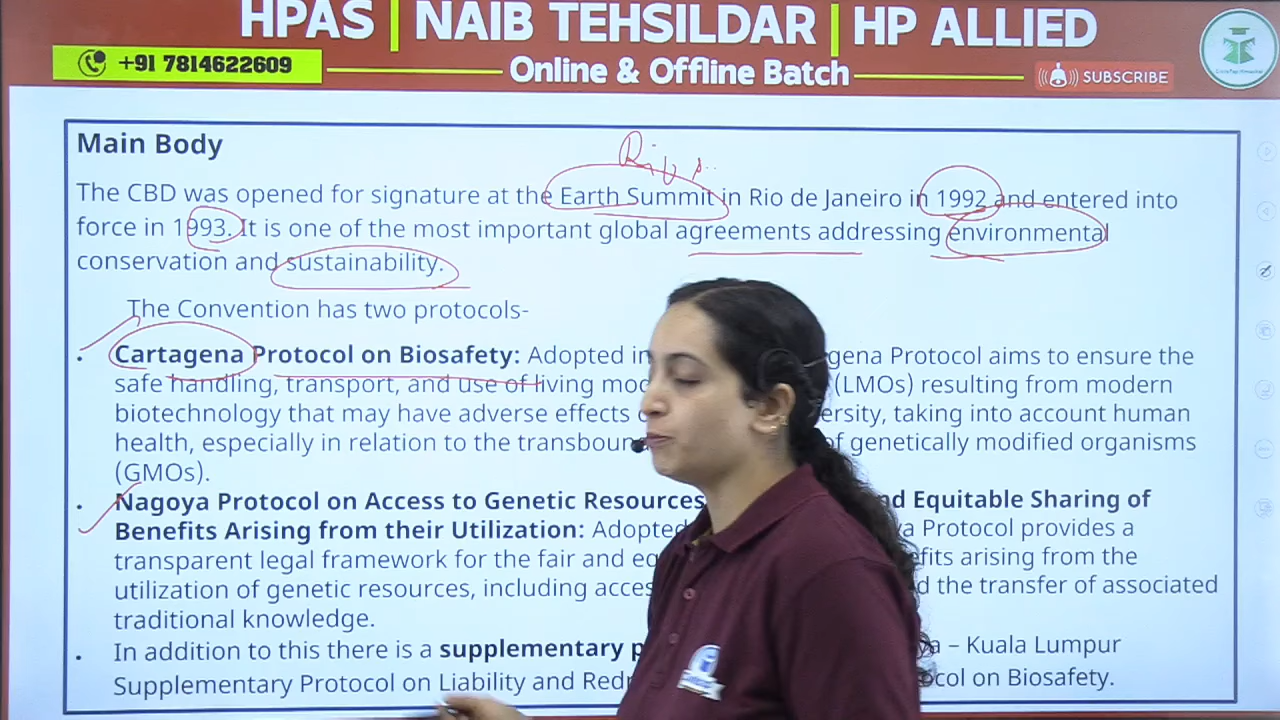 HPAS | NAIB TEHSILDAR | HP ALLIED
+91 7814622609
Online & Offline Batch
SUBSCRIBE
Main Body
The CBD was opened for signature at the Earth Summit in Rio de Janeiro in 1992 and entered into
force in 1993. It is one of the most important global agreements addressing environmental
conservation and sustainability.
The Convention has two protocols-
• Cartagena Protocol on Biosafety: Adopted in gena Protocol aims to ensure the
safe handling, transport, and use of living mo (LMOs) resulting from modern
biotechnology that may have adverse effects ersity, taking into account human
health, especially in relation to the transboun of genetically modified organisms
(GMOs).
• Nagoya Protocol on Access to Genetic Resources nd Equitable Sharing of
Benefits Arising from their Utilization: Adopted a Protocol provides a
transparent legal framework for the fair and eq efits arising from the
utilization of genetic resources, including acces d the transfer of associated
traditional knowledge.
• In addition to this there is a supplementary p ya – Kuala Lumpur
Supplementary Protocol on Liability and Redr ocol on Biosafety.